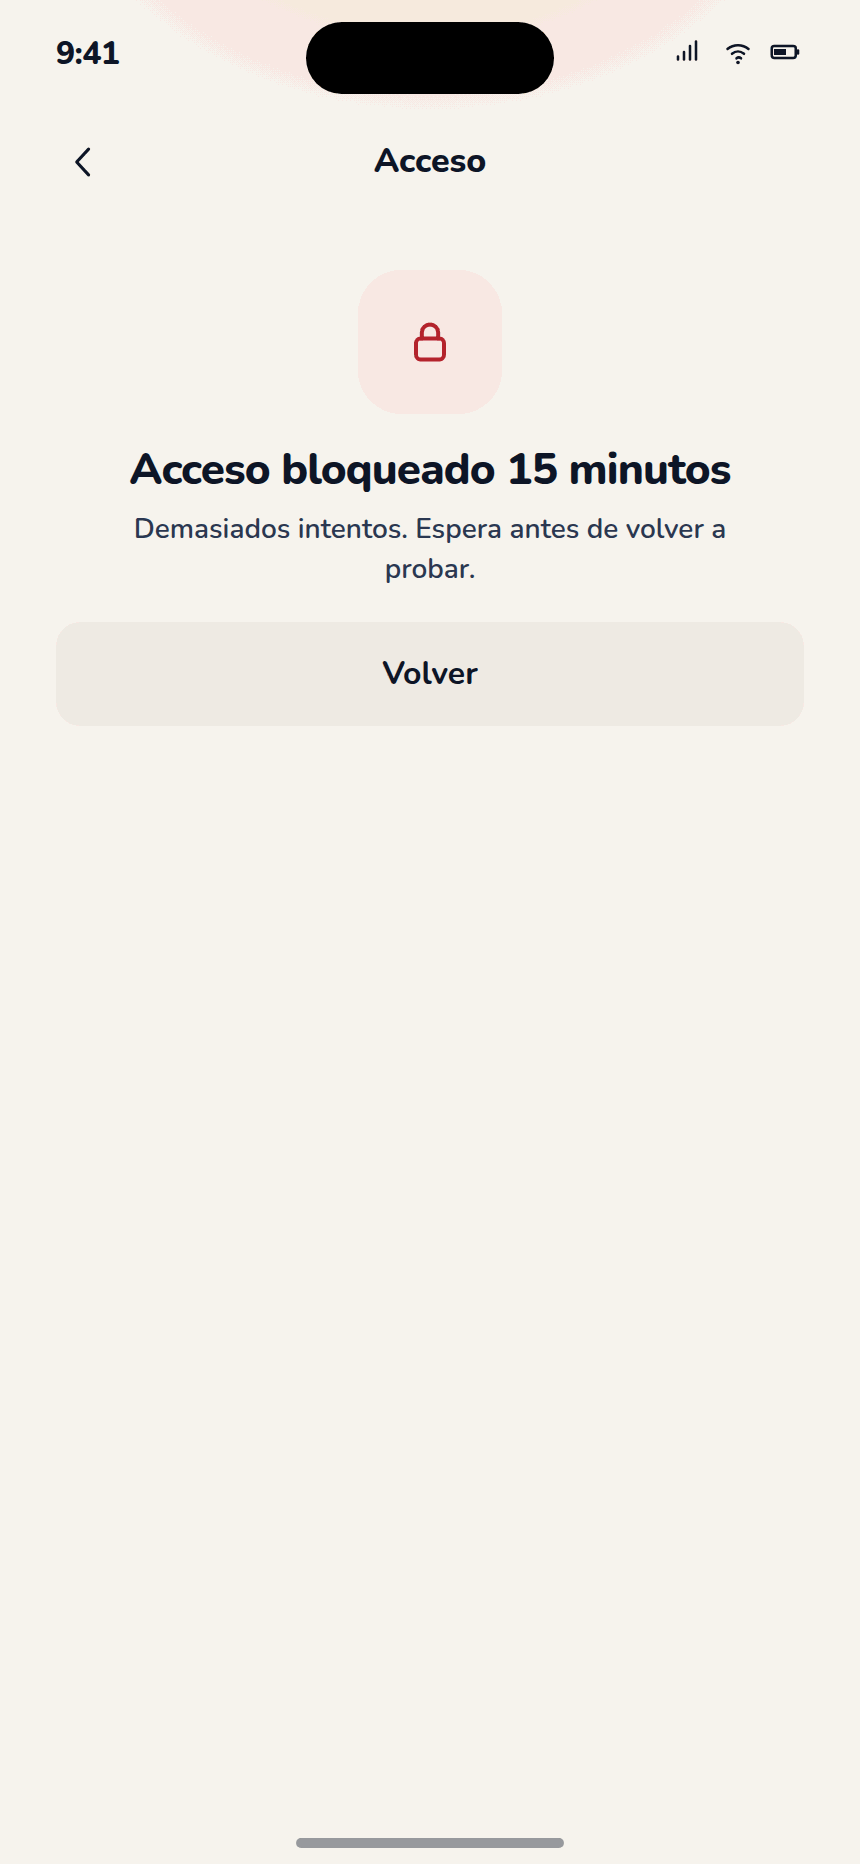 9:41
Acceso
Acceso bloqueado 15 minutos
Demasiados intentos. Espera antes de volver a
probar.
Volver